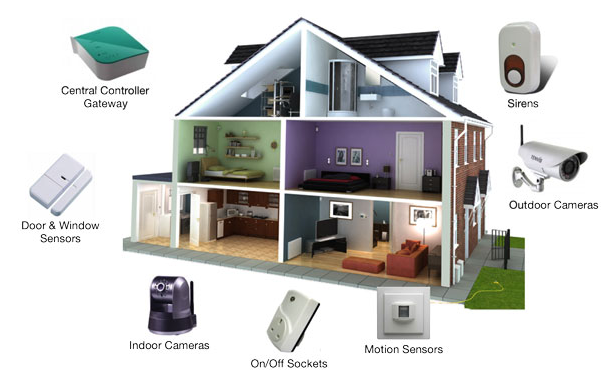 Central Controller
Gateway
Sirens
Outdoor Cameras
Door & Window
Sensors
Indoor Cameras
On/Off Sockets
Motion Sensors